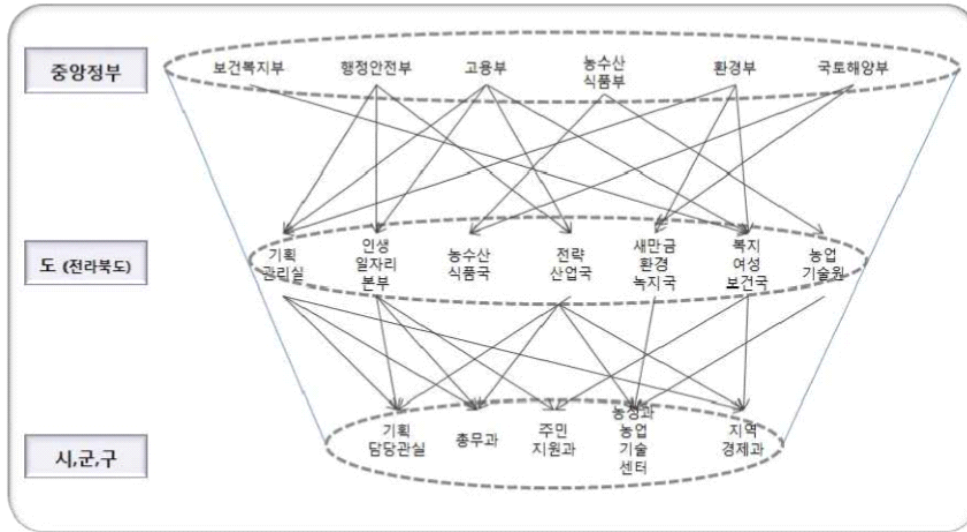 중앙정부
보건복지부
행정안전부
고용부
농수산
식품부
환경부
국토해양부
도 (전라북도)
기획
관리실
인생
일자리
본부
농수산
식품국
전략
산업국
새만금
환경
녹지국
복지
여성
보건국
농업
기술원
시,군,구
기획
담당관실
총무과
주민
지원과
농정과
농업
기술
센터
지역
경제과